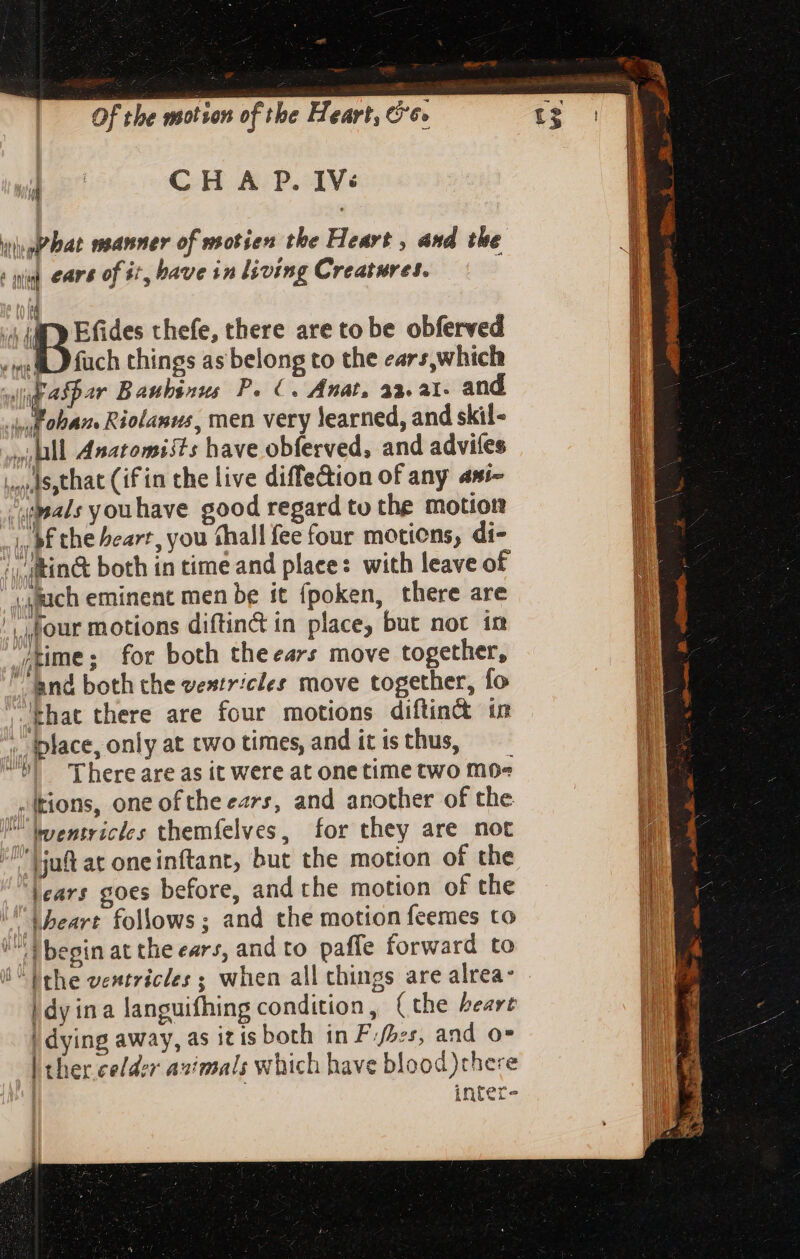 Of the motion of the Heart, &c. 13
CHAP. IV.
What manner of motion the Heart, and the
ears of it, have in living Creatures.
BEſides theſe, there are to be obſerved
ſuch things as belong to the ears, which
Caſpar Bauhinus P. C. Anat. 22. 21. and
Johan. Riolanus, men very learned, and skil-
full Anatomiſts have obſerved, and adviſes
us, that (if in the live diſſection of any ani-
mals you have good regard to the motion
of the heart, you ſhall ſee four motions, di-
ſtinct both in time and place: with leave of
ſuch eminent men be it ſpoken, there are
four motions diſtinct in place, but not in
time; for both the ears move together,
and both the ventricles move together, ſo
that there are four motions diſtinct in
place, only at two times, and it is thus,
There are as it were at one time two mo-
tions, one of the ears, and another of the
ventricles themſelves, for they are not
juſt at one inſtant, but the motion of the
ears goes before, and the motion of the
heart follows; and the motion ſeemes to
begin at the ears, and to paſſe forward to
the ventricles; when all things are alrea-
dy in a languiſhing condition, (the heart
dying away, as it is both in Fiſhes, and o-
ther colder animals which have blood) there
inter-